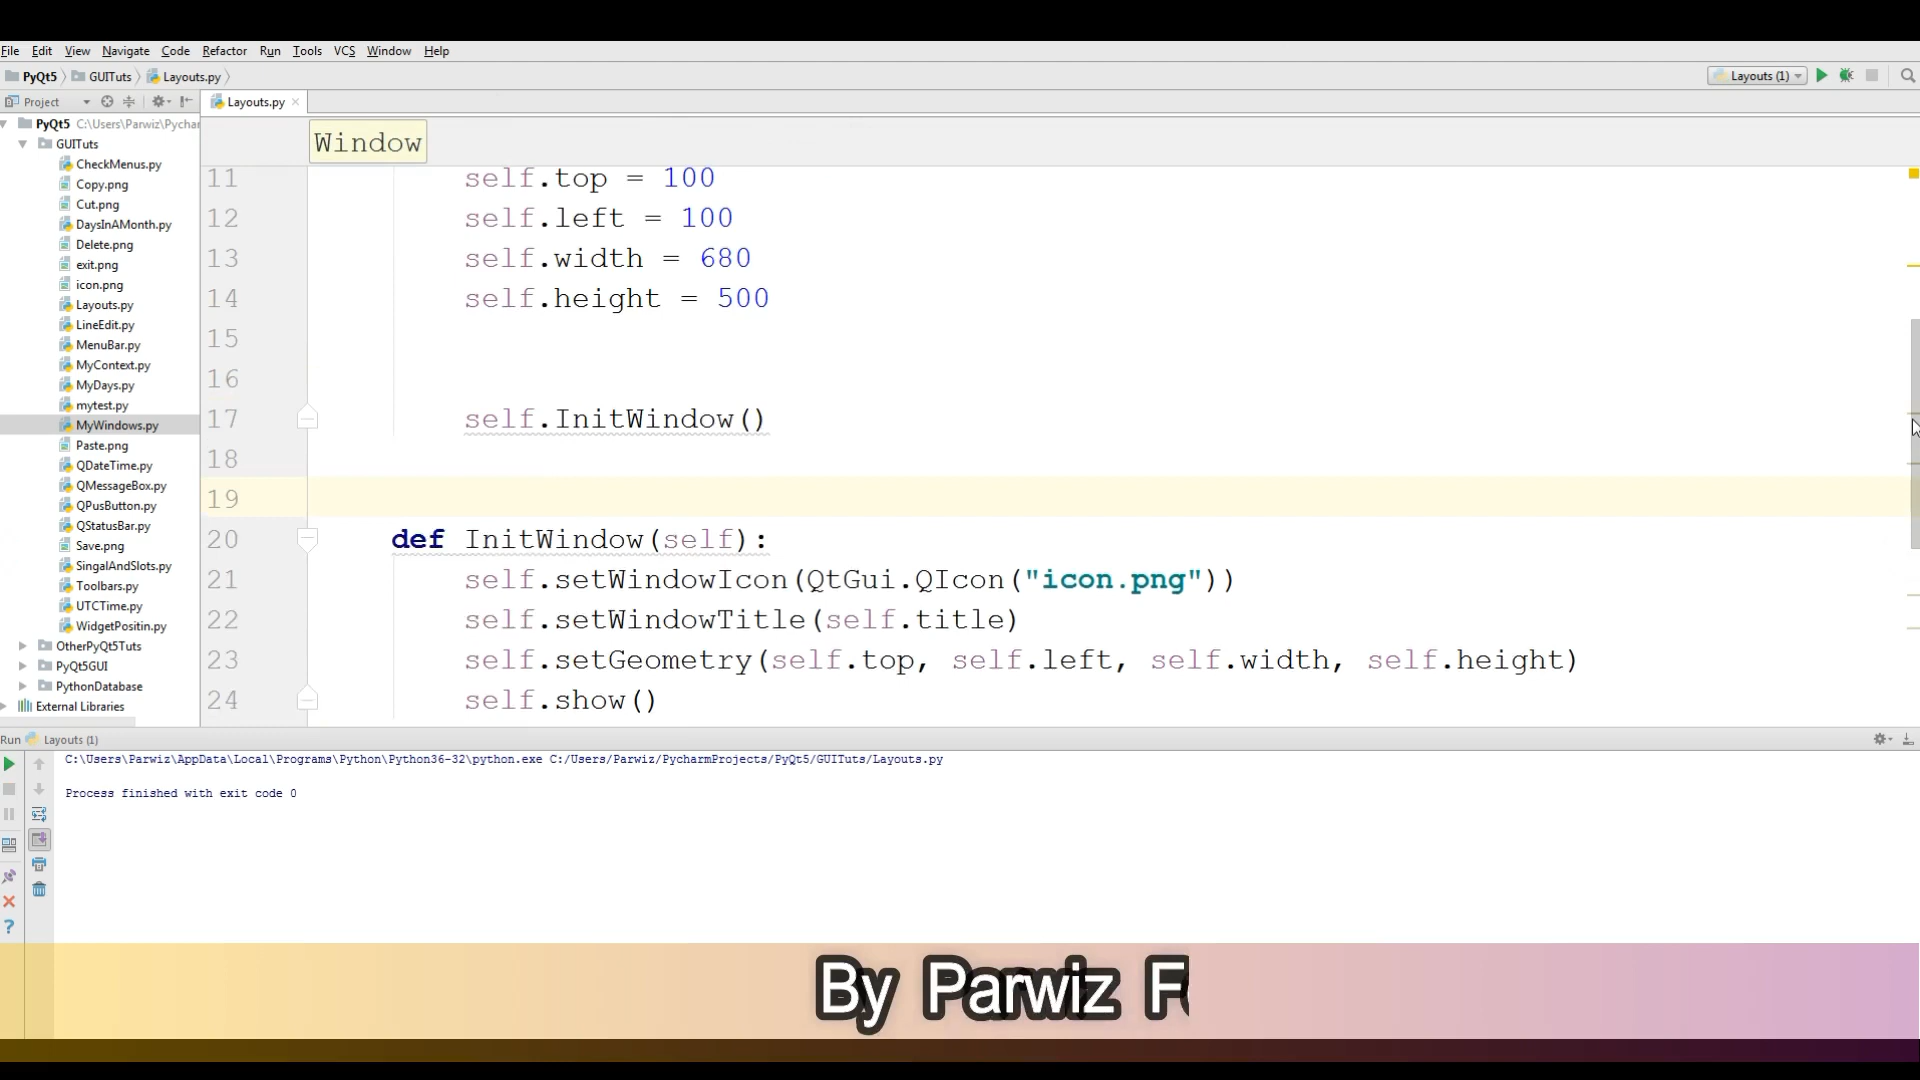 File Edit View Navigate Code Refactor Run Tools VCS Window Help
PyQt5 GUITuts Layouts.py Layouts (1)
Project Layouts.py
PyQt5 C:\Users\Parwiz\Pychar
GUITuts
CheckMenus.py
Copy.png
Cut.png
DaysInAMonth.py
Delete.png
exit.png
icon.png
Layouts.py
LineEdit.py
MenuBar.py
MyContext.py
MyDays.py
mytest.py
MyWindows.py
Paste.png
QDateTime.py
QMessageBox.py
QPusButton.py
QStatusBar.py
Save.png
SingalAndSlots.py
Toolbars.py
UTCTime.py
WidgetPositin.py
OtherPyQt5Tuts
PyQt5GUI
PythonDatabase
External Libraries
Window
11 self.top = 100
12 self.left = 100
13 self.width = 680
14 self.height = 500
15
16
17 self.InitWindow()
18
19
20 def InitWindow(self):
21 self.setWindowIcon(QtGui.QIcon("icon.png"))
22 self.setWindowTitle(self.title)
23 self.setGeometry(self.top, self.left, self.width, self.height)
24 self.show()
Run Layouts (1)
C:\Users\Parwiz\AppData\Local\Programs\Python\Python36-32\python.exe C:/Users/Parwiz/PycharmProjects/PyQt5/GUITuts/Layouts.py
Process finished with exit code 0
By Parwiz F